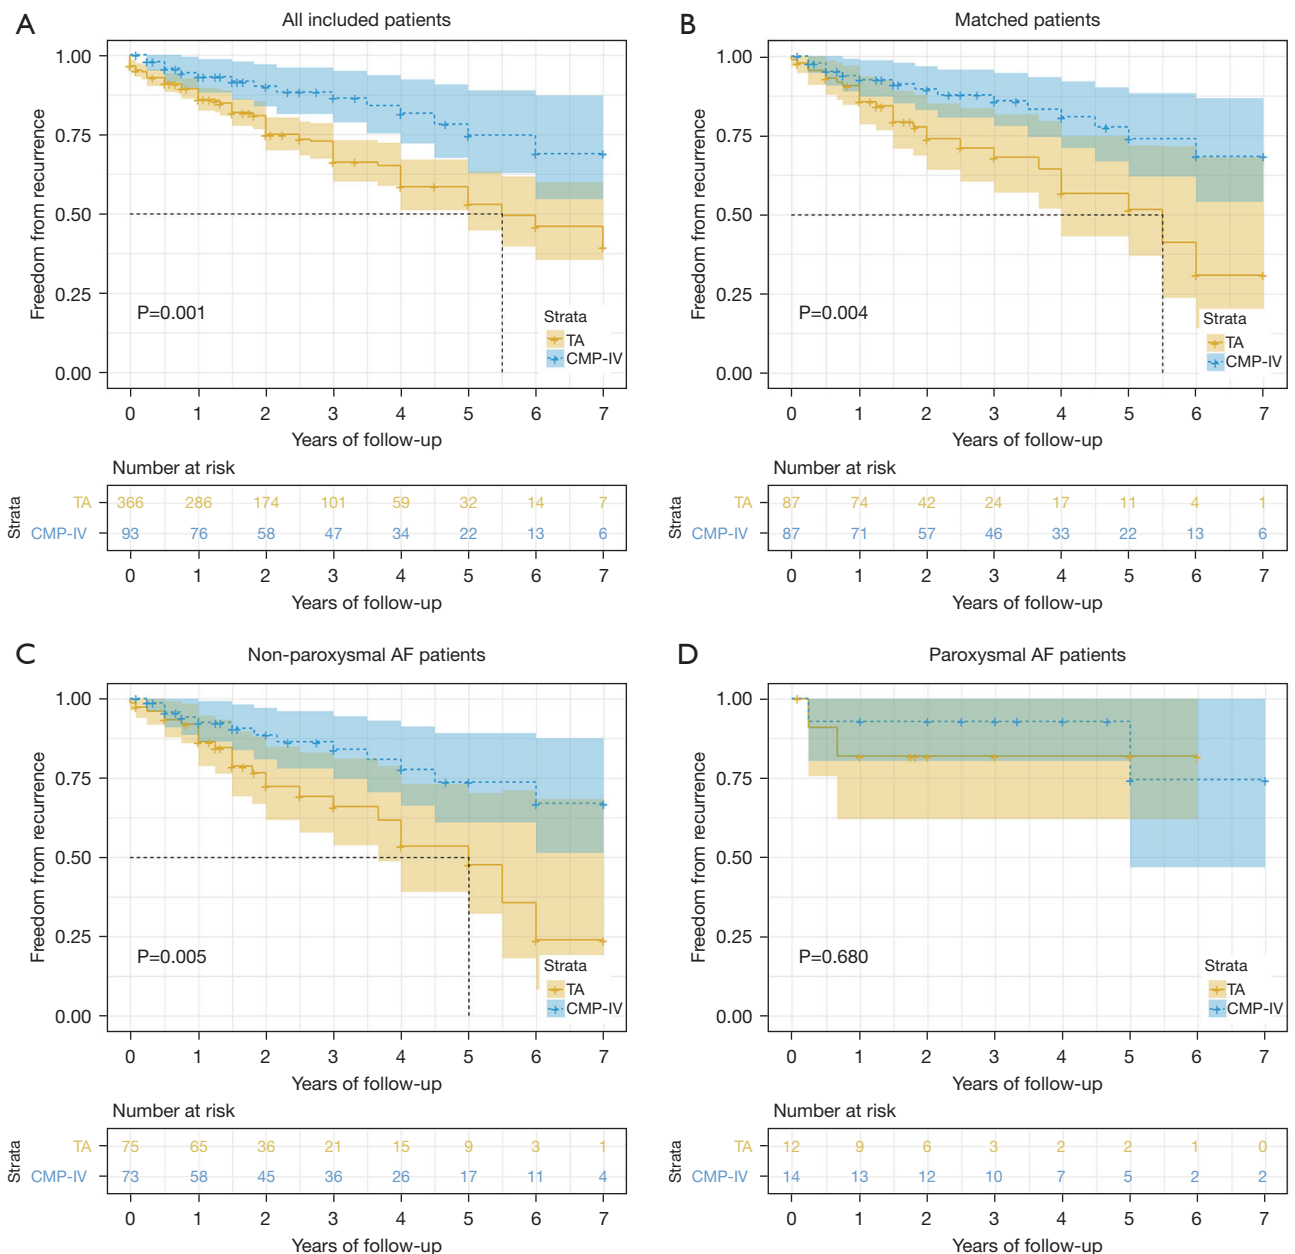 A
All included patients
Freedom from recurrence
1.00
0.75
0.50
0.25
0.00
P=0.001
Strata
TA
CMP-IV
0 1 2 3 4 5 6 7
Years of follow-up
Number at risk
Strata
TA 366 286 174 101 59 32 14 7
CMP-IV 93 76 58 47 34 22 13 6
0 1 2 3 4 5 6 7
Years of follow-up
B
Matched patients
Freedom from recurrence
1.00
0.75
0.50
0.25
0.00
P=0.004
Strata
TA
CMP-IV
0 1 2 3 4 5 6 7
Years of follow-up
Number at risk
Strata
TA 87 74 42 24 17 11 4 1
CMP-IV 87 71 57 46 33 22 13 6
0 1 2 3 4 5 6 7
Years of follow-up
C
Non-paroxysmal AF patients
Freedom from recurrence
1.00
0.75
0.50
0.25
0.00
P=0.005
Strata
TA
CMP-IV
0 1 2 3 4 5 6 7
Years of follow-up
Number at risk
Strata
TA 75 65 36 21 15 9 3 1
CMP-IV 73 58 45 36 26 17 11 4
0 1 2 3 4 5 6 7
Years of follow-up
D
Paroxysmal AF patients
Freedom from recurrence
1.00
0.75
0.50
0.25
0.00
P=0.680
Strata
TA
CMP-IV
0 1 2 3 4 5 6 7
Years of follow-up
Number at risk
Strata
TA 12 9 6 3 2 2 1 0
CMP-IV 14 13 12 10 7 5 2 2
0 1 2 3 4 5 6 7
Years of follow-up